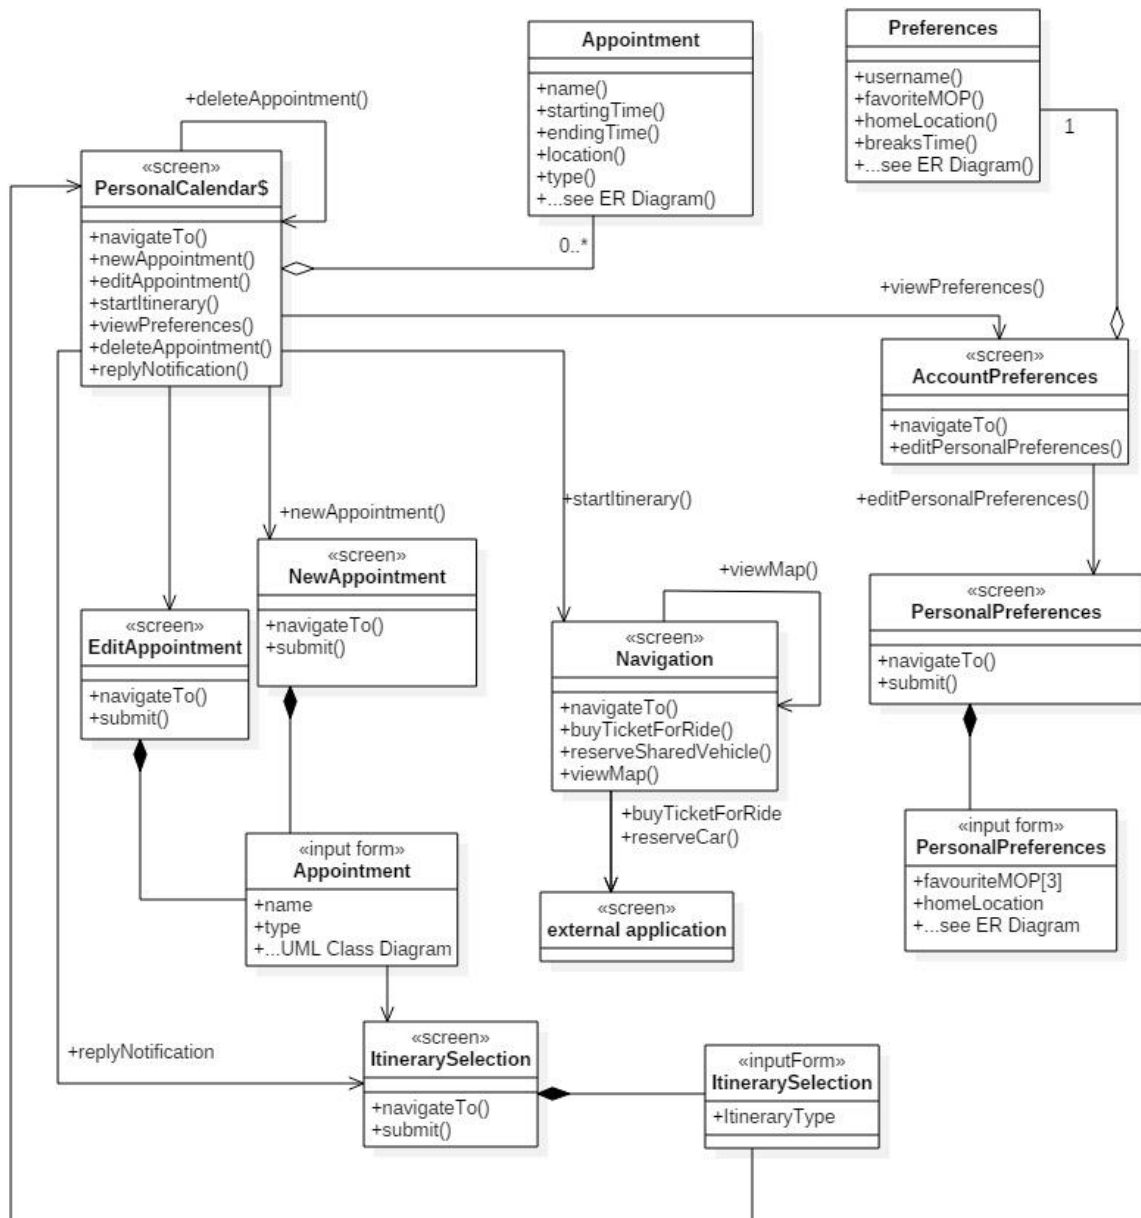 Appointment
+name()
+startingTime()
+endingTime()
+location()
+type()
+...see ER Diagram()
Preferences
+username()
+favoriteMOP()
+homeLocation()
+breaksTime()
+...see ER Diagram()
+deleteAppointment()
1
«screen»
PersonalCalendar$
+navigateTo()
+newAppointment()
+editAppointment()
+startItinerary()
+viewPreferences()
+deleteAppointment()
+replyNotification()
0..*
+viewPreferences()
«screen»
AccountPreferences
+navigateTo()
+editPersonalPreferences()
+newAppointment()
+startItinerary()
+editPersonalPreferences()
«screen»
NewAppointment
+navigateTo()
+submit()
«screen»
EditAppointment
+navigateTo()
+submit()
+viewMap()
«screen»
Navigation
+navigateTo()
+buyTicketForRide()
+reserveSharedVehicle()
+viewMap()
«screen»
PersonalPreferences
+navigateTo()
+submit()
+buyTicketForRide
+reserveCar()
«input form»
Appointment
+name
+type
+...UML Class Diagram
«screen»
external application
«input form»
PersonalPreferences
+favouriteMOP[3]
+homeLocation
+...see ER Diagram
+replyNotification
«screen»
ItinerarySelection
+navigateTo()
+submit()
«inputForm»
ItinerarySelection
+ItineraryType